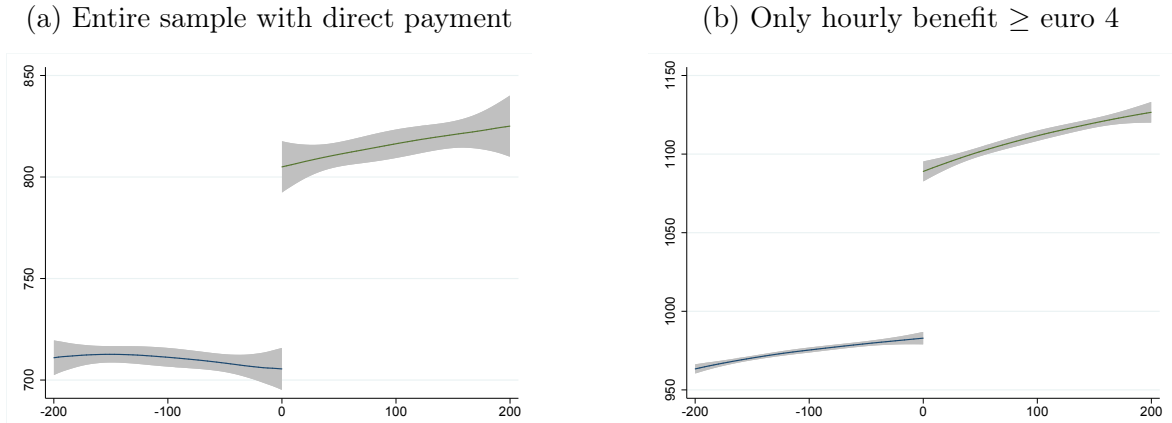 (a) Entire sample with direct payment
850
800
750
700
-200 -100 0 100 200
(b) Only hourly benefit ≥ euro 4
1150
1100
1050
1000
950
-200 -100 0 100 200